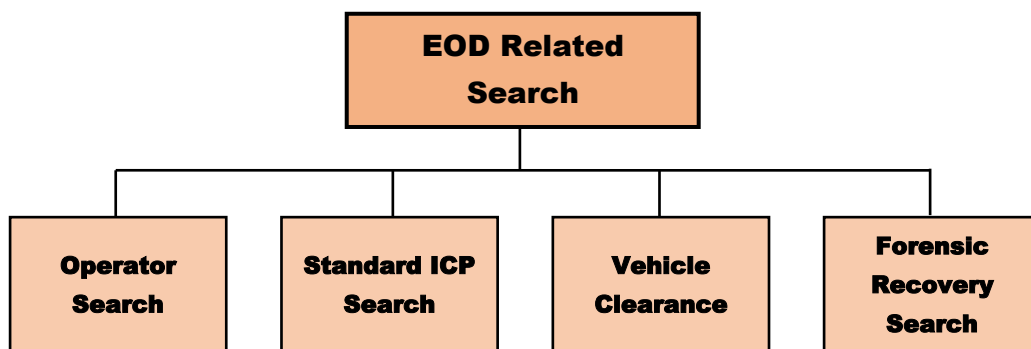 EOD Related
Search
Operator
Search
Standard ICP
Search
Vehicle
Clearance
Forensic
Recovery
Search